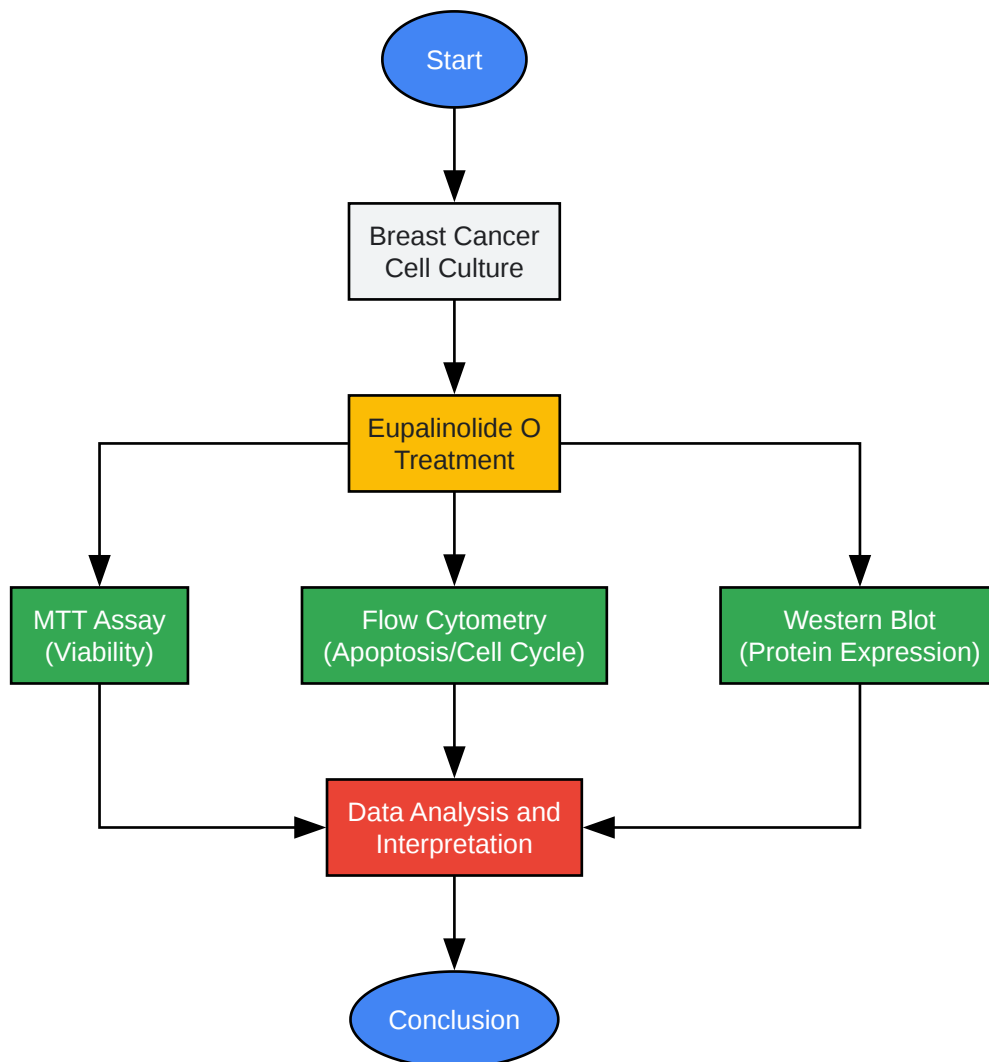 Start
Breast Cancer
Cell Culture
Eupalinolide O
Treatment
MTT Assay
(Viability)
Flow Cytometry
(Apoptosis/Cell Cycle)
Western Blot
(Protein Expression)
Data Analysis and
Interpretation
Conclusion